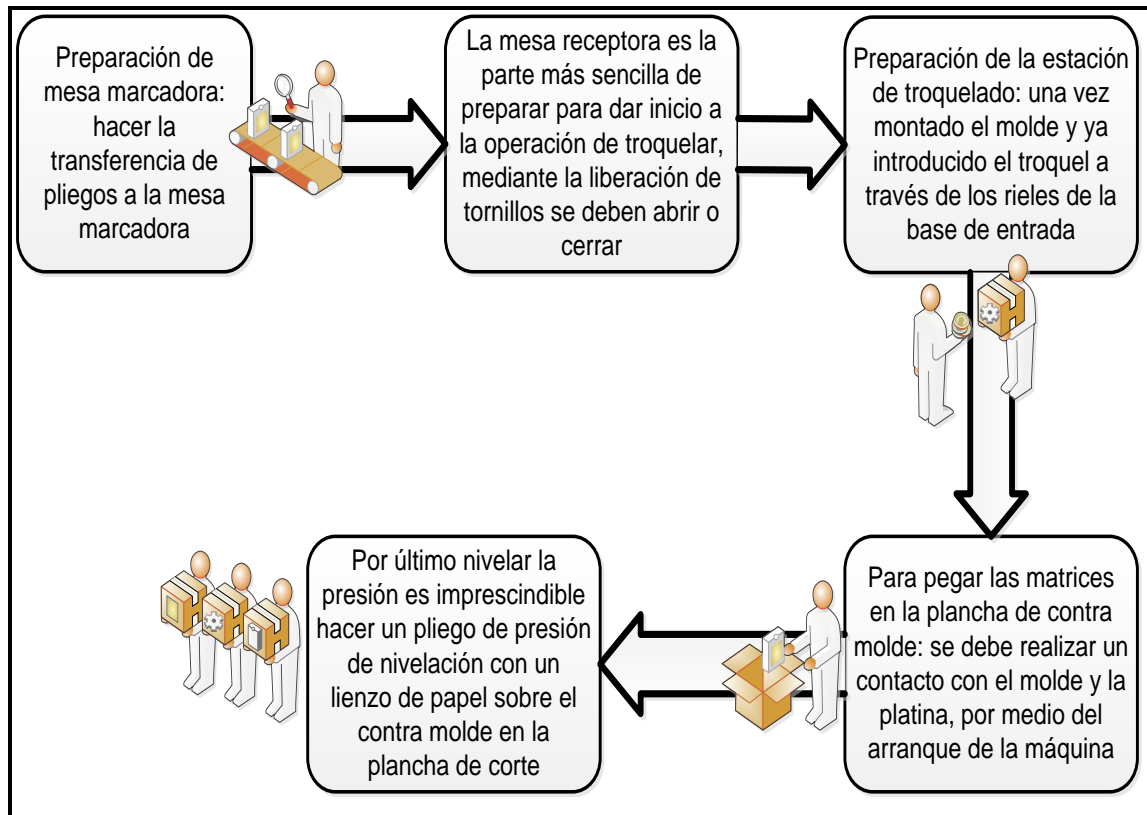 Preparación de
mesa marcadora:
hacer la
transferencia de
pliegos a la mesa
marcadora
La mesa receptora es la
parte más sencilla de
preparar para dar inicio a
la operación de troquelar,
mediante la liberación de
tornillos se deben abrir o
cerrar
Preparación de la estación
de troquelado: una vez
montado el molde y ya
introducido el troquel a
través de los rieles de la
base de entrada
Para pegar las matrices
en la plancha de contra
molde: se debe realizar un
contacto con el molde y la
platina, por medio del
arranque de la máquina
Por último nivelar la
presión es imprescindible
hacer un pliego de presión
de nivelación con un
lienzo de papel sobre el
contra molde en la
plancha de corte